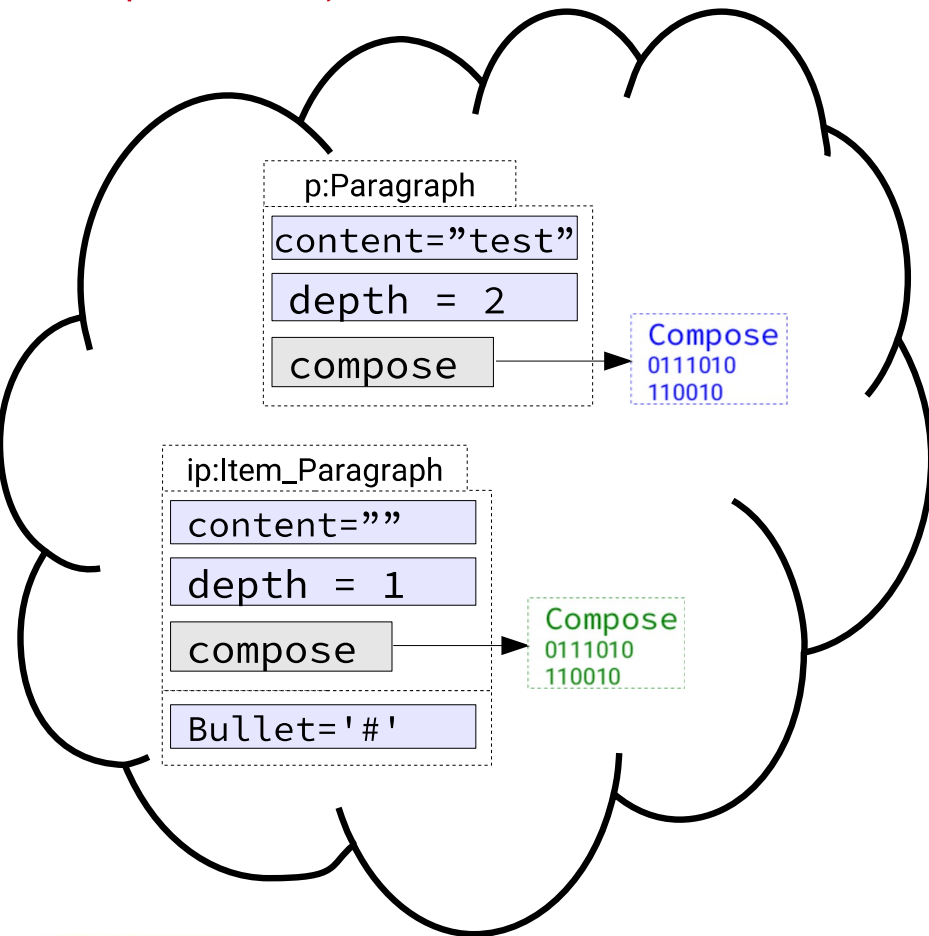 p:Paragraph
content=”test”
depth = 2
compose
Compose
0111010
110010
ip:Item_Paragraph
content=””
depth = 1
compose
Compose
0111010
110010
Bullet='#'